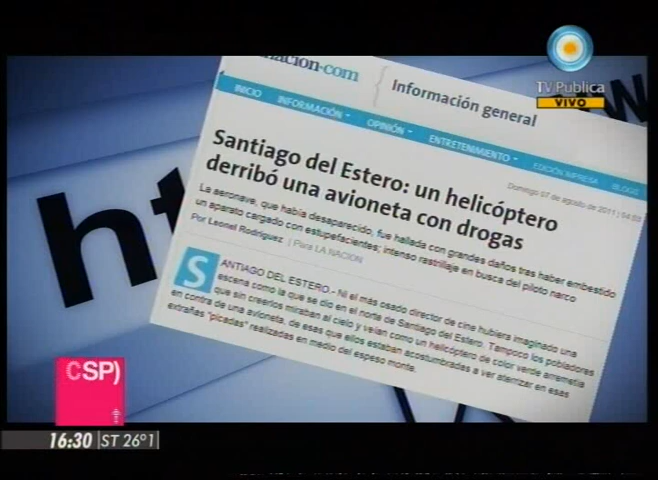 nacion.com
Información general
TV Pública
VIVO
INICIO INFORMACIÓN OPINIÓN ENTRETENIMIENTO EDICIÓN IMPRESA BLOGS
Domingo 07 de agosto de 2011 |
Santiago del Estero: un helicóptero
derribó una avioneta con drogas
La aeronave, que había desaparecido, fue hallada con grandes daños tras haber embestido
un aparato cargado con estupefacientes; intenso rastrillaje en busca del piloto narco
Por Leonel Rodríguez | Para LA NACION
SANTIAGO DEL ESTERO.- Ni el más osado director de cine hubiera imaginado una
escena como la que se dio en el norte de Santiago del Estero. Tampoco los pobladores
que sin creerlos miraban al cielo y veían como un helicóptero de color verde arremetía
en contra de una avioneta, de esas que ellos estaban acostumbradas a ver aterrizar en esas
extrañas "picadas" realizadas en medio del espeso monte.
ht
CSP)
16:30 ST 26°1